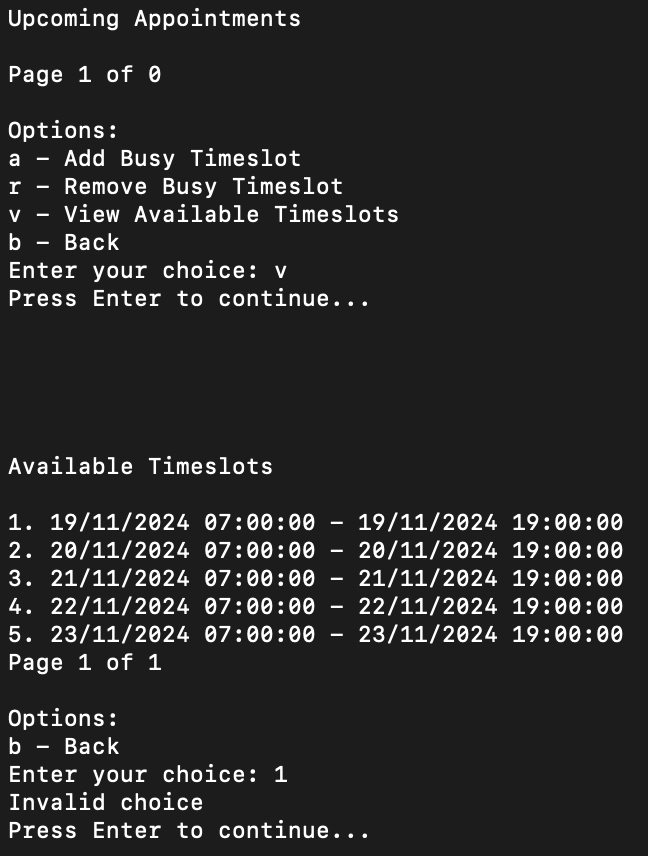 Upcoming Appointments
Page 1 of 0
Options:
a – Add Busy Timeslot
r – Remove Busy Timeslot
v – View Available Timeslots
b – Back
Enter your choice: v
Press Enter to continue...
Available Timeslots
1. 19/11/2024 07:00:00 – 19/11/2024 19:00:00
2. 20/11/2024 07:00:00 – 20/11/2024 19:00:00
3. 21/11/2024 07:00:00 – 21/11/2024 19:00:00
4. 22/11/2024 07:00:00 – 22/11/2024 19:00:00
5. 23/11/2024 07:00:00 – 23/11/2024 19:00:00
Page 1 of 1
Options:
b – Back
Enter your choice: 1
Invalid choice
Press Enter to continue...